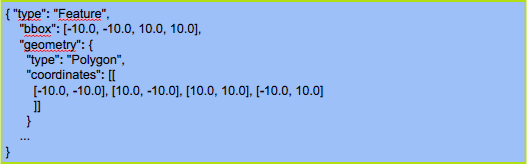 { "type": "Feature",
"bbox": [-10.0, -10.0, 10.0, 10.0],
"geometry": {
"type": "Polygon",
"coordinates": [[
[-10.0, -10.0], [10.0, -10.0], [10.0, 10.0], [-10.0, 10.0]
]]
}
...
}